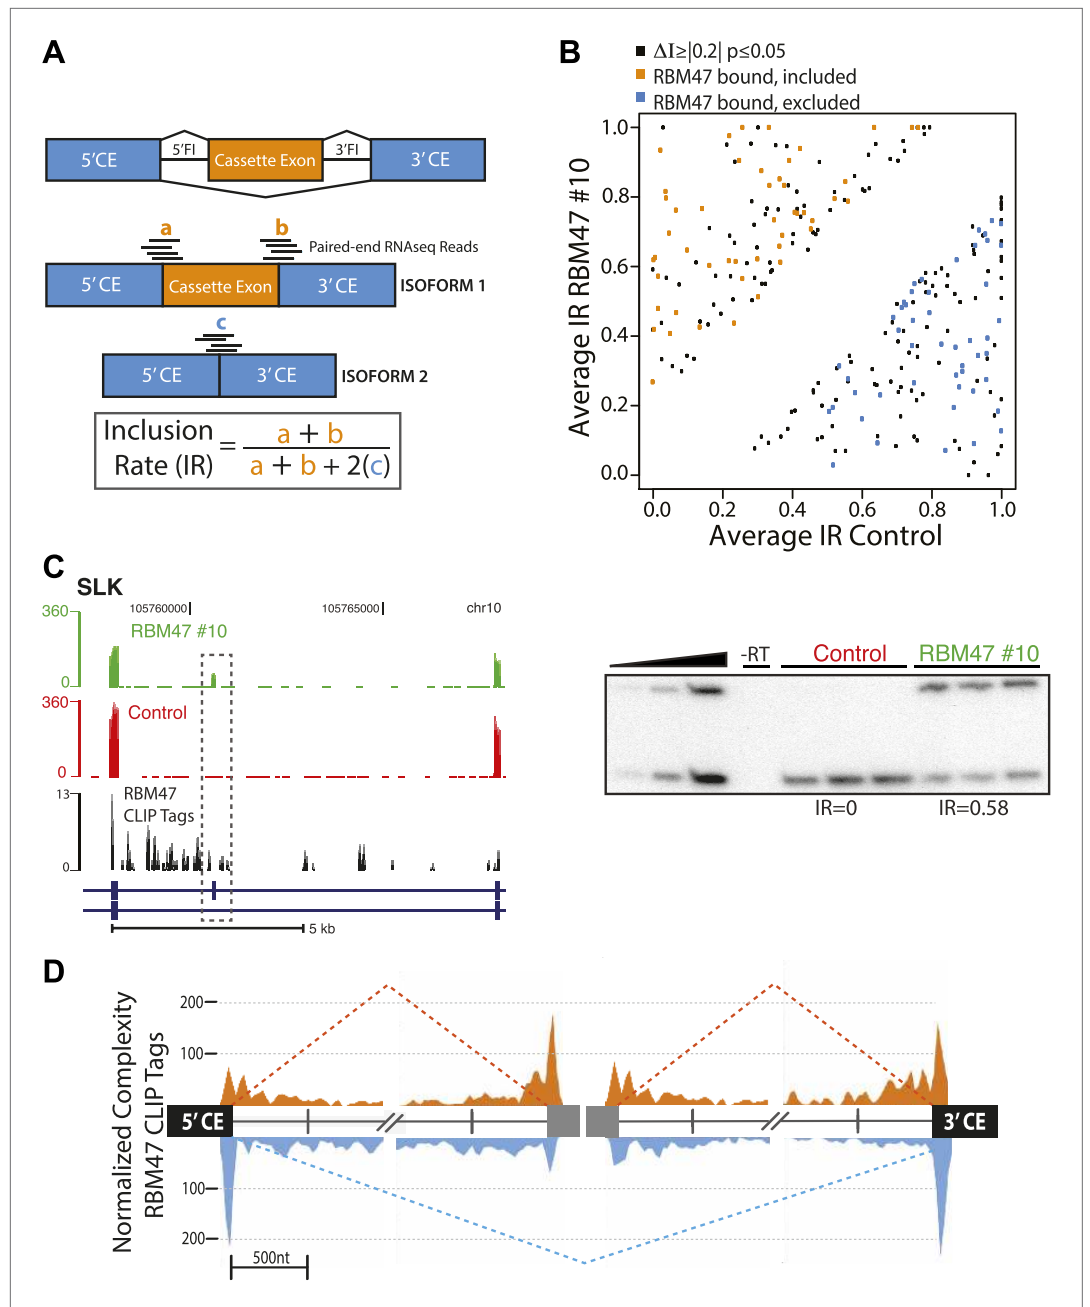 A
5'CE
5'FI
Cassette Exon
3'FI
3'CE
a
b
Paired-end RNAseq Reads
5'CE
Cassette Exon
3'CE
ISOFORM 1
c
5'CE
3'CE
ISOFORM 2
Inclusion Rate (IR) = a + b / a + b + 2(c)
B
ΔI≥|0.2| p≤0.05
RBM47 bound, included
RBM47 bound, excluded
Average IR RBM47 #10
1.0
0.8
0.6
0.4
0.2
0.0
0.0 0.2 0.4 0.6 0.8 1.0
Average IR Control
C
SLK
105760000
105765000
chr10
360
RBM47 #10
0
360
Control
0
13
RBM47
CLIP Tags
0
5 kb
-RT
Control
RBM47 #10
IR=0
IR=0.58
D
Normalized Complexity
RBM47 CLIP Tags
200
100
5'CE
3'CE
100
200
500nt